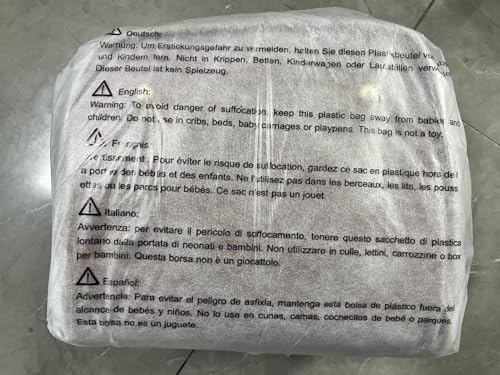 Deutsch:
Warnung: Um Erstickungsgefahr zu vermeiden, halten Sie diesen Plastikbeutel von
und Kindern fern. Nicht in Krippen, Betten, Kinderwagen oder Laufställen
Dieser Beutel ist kein Spielzeug.
English:
Warning: To avoid danger of suffocation, keep this plastic bag away from babies and
children. Do not use in cribs, beds, baby carriages or playpens. This bag is not a toy.
Français:
Avertissement : Pour éviter le risque de suffocation, gardez ce sac en plastique hors de
la portée des bébés et des enfants. Ne l'utilisez pas dans les berceaux, les lits, les pouss
ettes ou les parcs pour bébés. Ce sac n'est pas un jouet.
Italiano:
Avvertenza: per evitare il pericolo di soffocamento, tenere questo sacchetto di plastica
lontano dalla portata di neonati e bambini. Non utilizzare in culle, lettini, carrozzine o box
per bambini. Questa borsa non è un giocattolo.
Español:
Advertencia: Para evitar el peligro de asfixia, mantenga esta bolsa de plástico fuera del
alcance de bebés y niños. No lo use en cunas, camas, cochecitos de bebé o parques.
Esta bolsa no es un juguete.